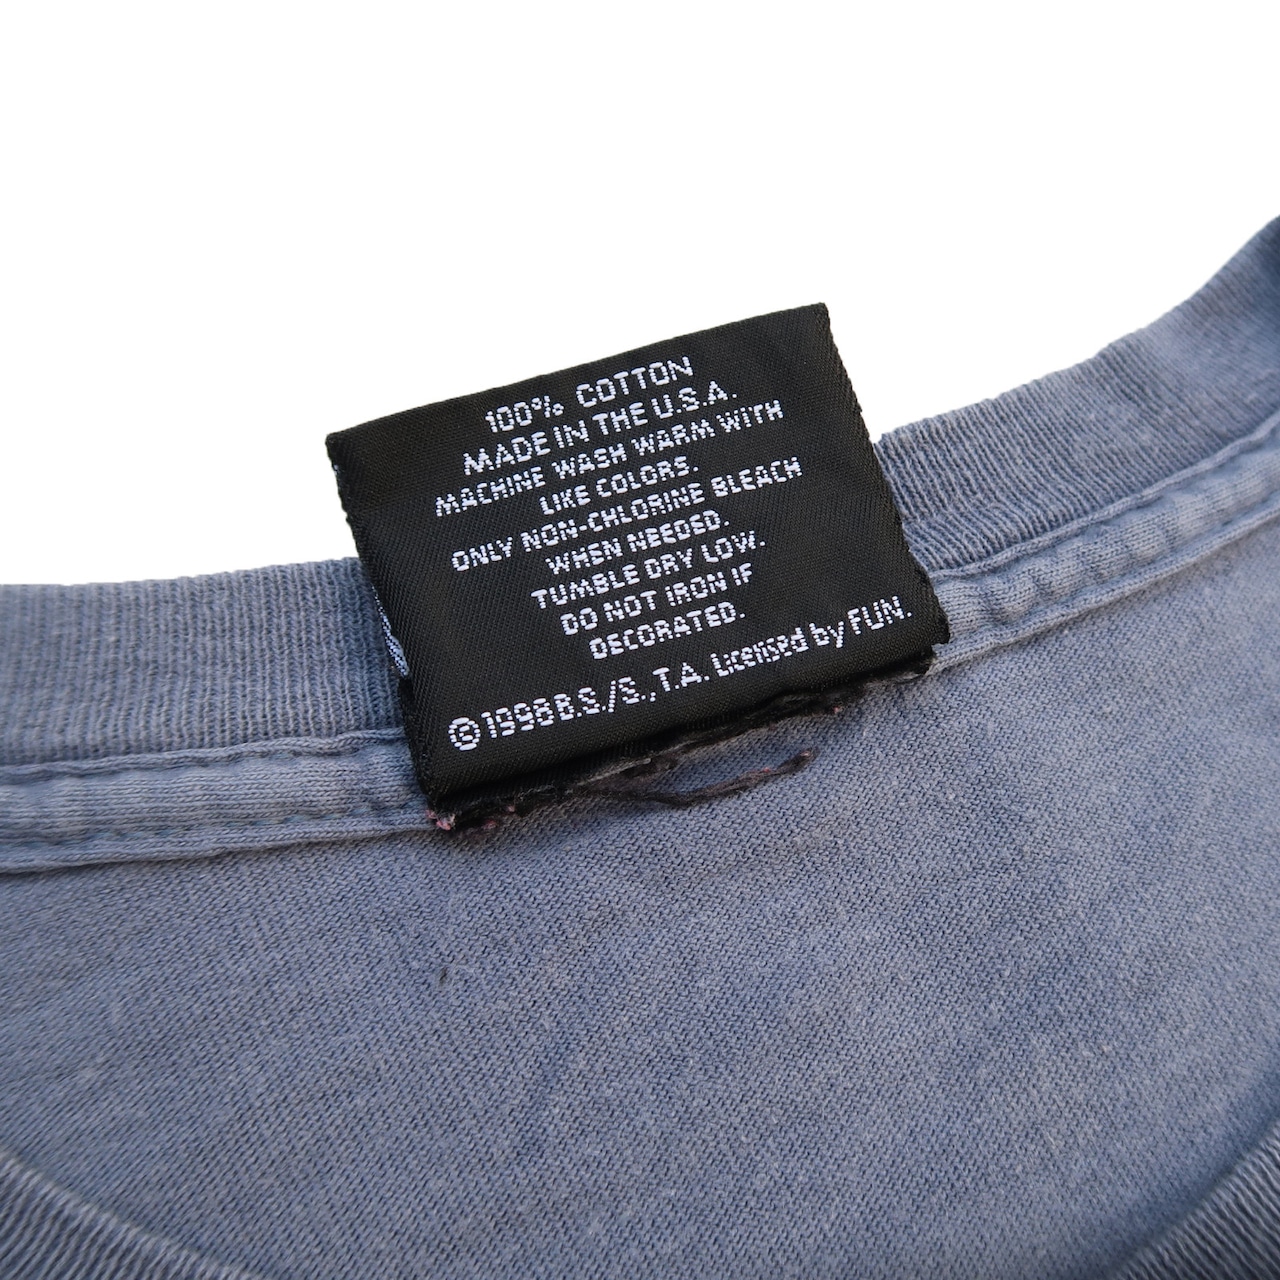 100% COTTON
MADE IN THE U.S.A.
MACHINE WASH WARM WITH
LIKE COLORS.
ONLY NON-CHLORINE BLEACH
WHEN NEEDED.
TUMBLE DRY LOW.
DO NOT IRON IF
DECORATED.
©1998 B.S./S., T.A. Licensed by FUN.